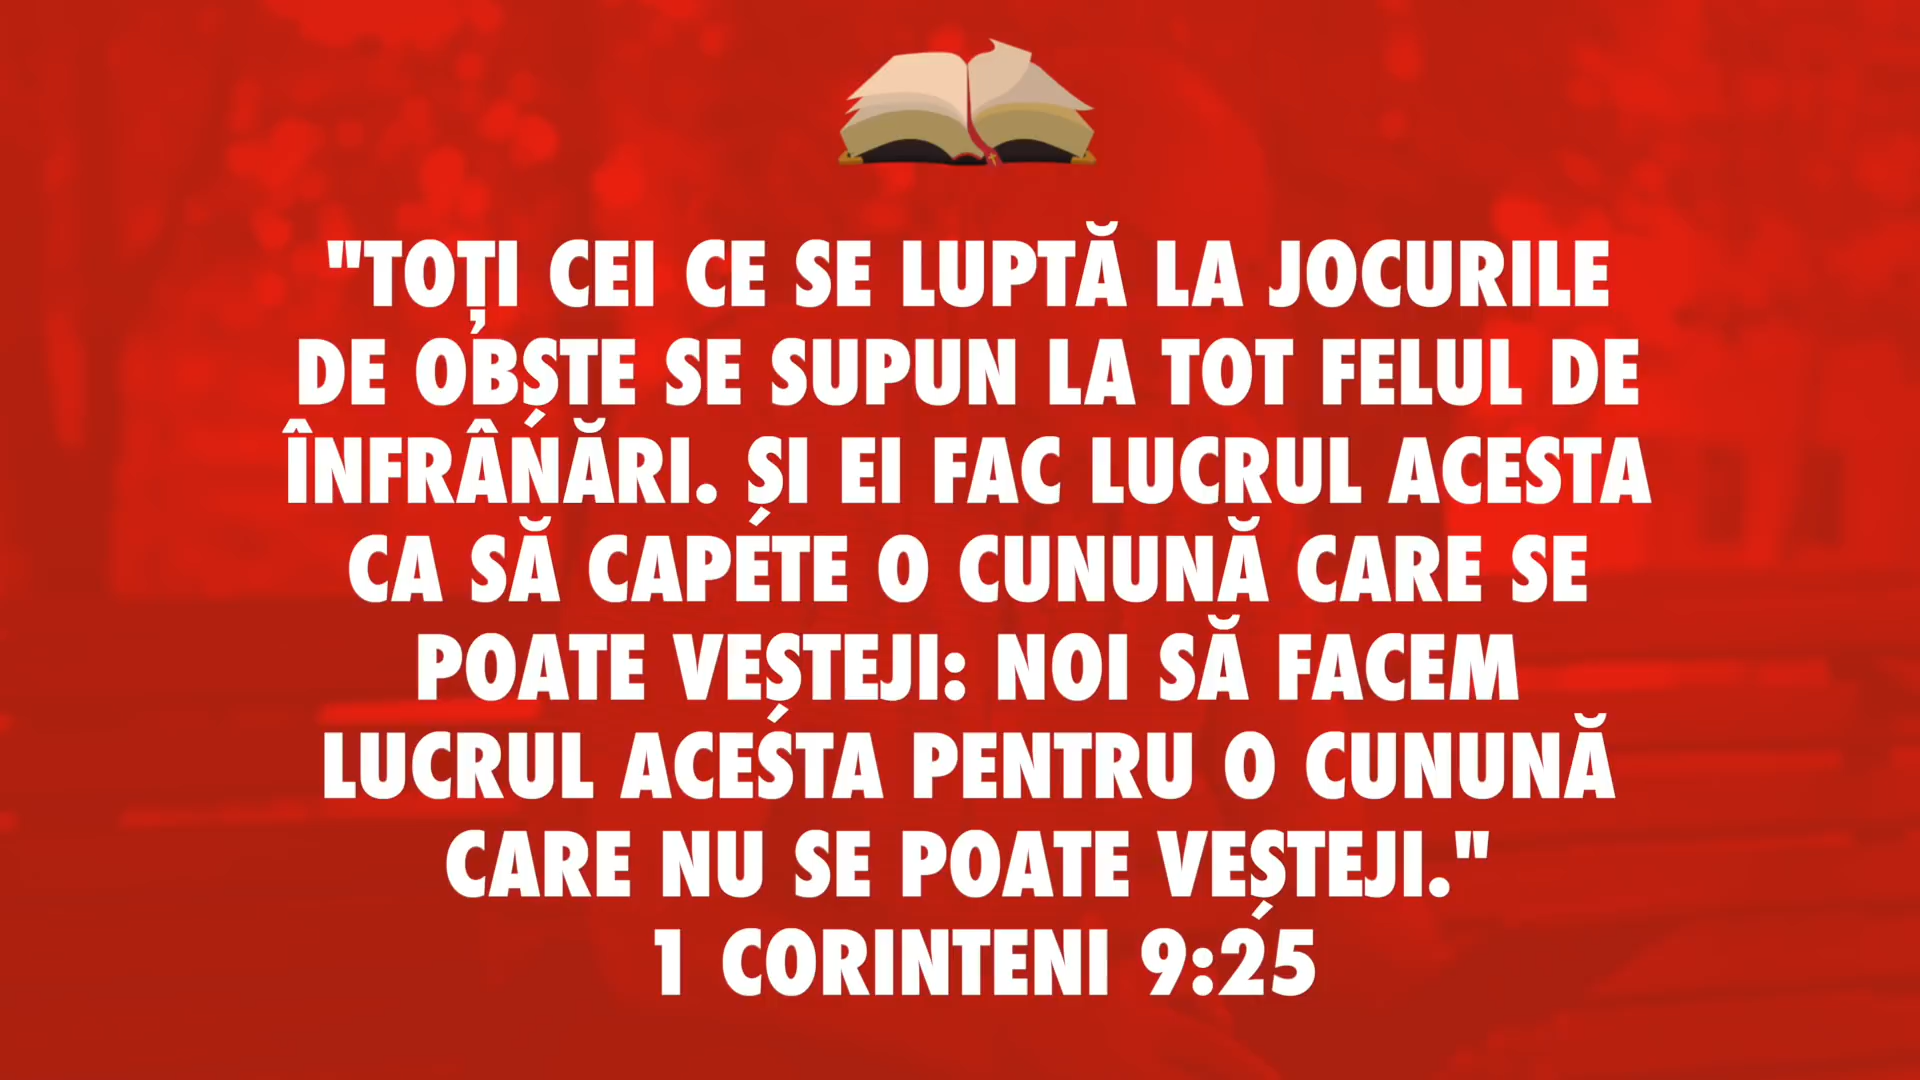 "TOȚI CEI CE SE LUPTĂ LA JOCURILE
DE OBȘTE SE SUPUN LA TOT FELUL DE
ÎNFRÂNĂRI. ȘI EI FAC LUCRUL ACESTA
CA SĂ CAPETE O CUNUNĂ CARE SE
POATE VEȘTEJI: NOI SĂ FACEM
LUCRUL ACESTA PENTRU O CUNUNĂ
CARE NU SE POATE VEȘTEJI."
1 CORINTENI 9:25